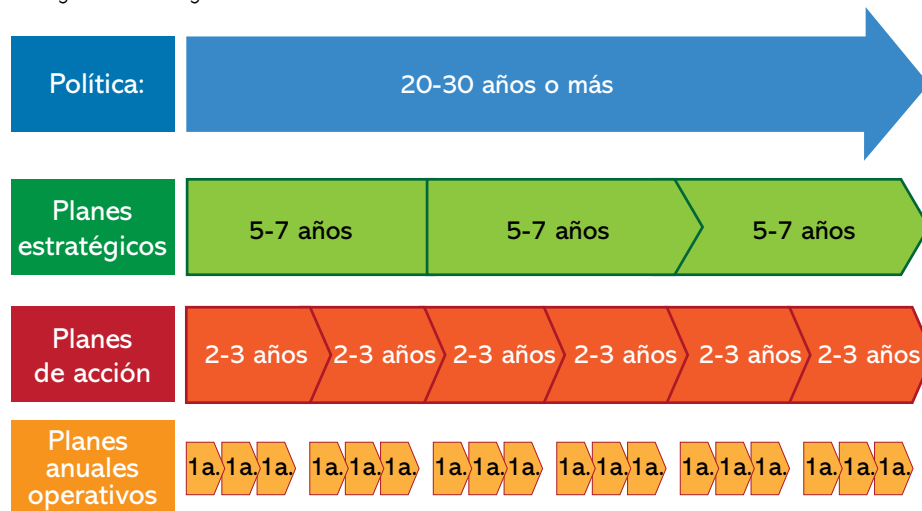 Política:
20-30 años o más
Planes
estratégicos
5-7 años
5-7 años
5-7 años
Planes
de acción
2-3 años
2-3 años
2-3 años
2-3 años
2-3 años
2-3 años
Planes
anuales
operativos
1a. 1a. 1a.
1a. 1a. 1a.
1a. 1a. 1a.
1a. 1a. 1a.
1a. 1a. 1a.
1a. 1a. 1a.